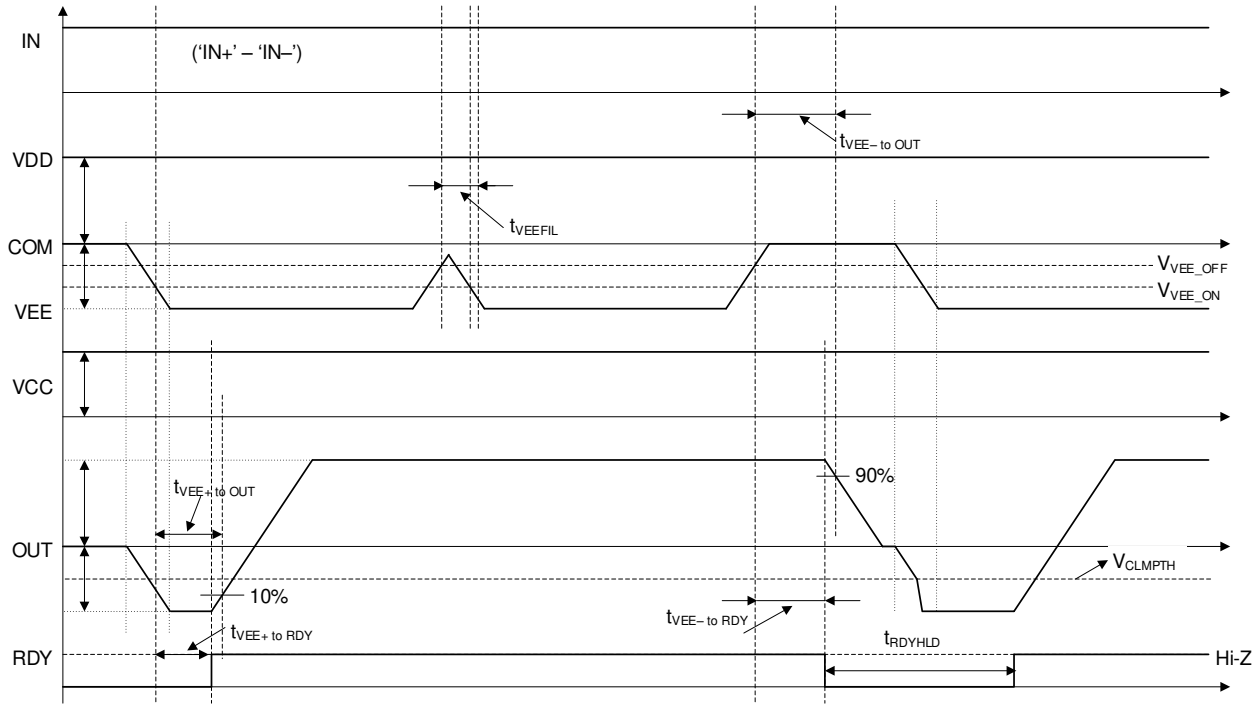 IN
('IN+' – 'IN–')
tVEE– to OUT
VDD
tVEEFIL
COM
VVEE_OFF
VVEE_ON
VEE
VCC
tVEE+ to OUT
90%
OUT
VCLMPTH
10%
tVEE– to RDY
tVEE+ to RDY
tRDYHLD
RDY
Hi-Z